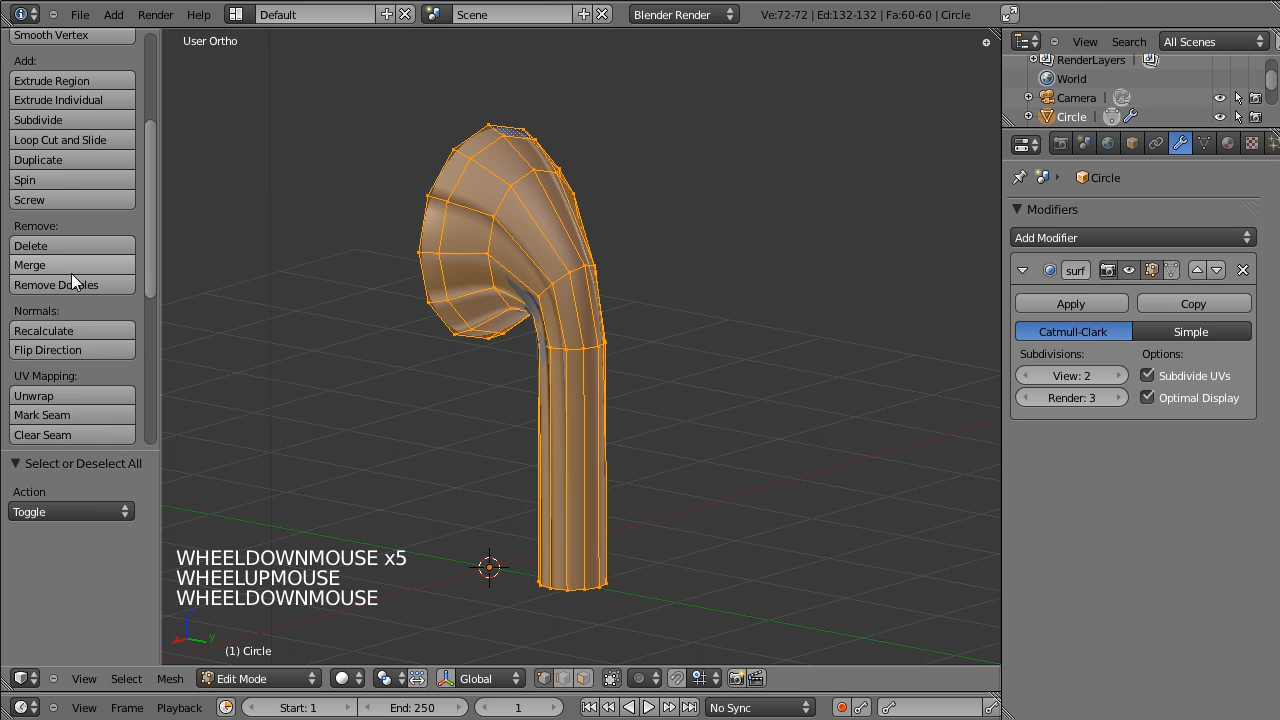 File Add Render Help Default Scene Blender Render Ve:72-72 | Ed:132-132 | Fa:60-60 | Circle
Smooth Vertex
Add:
Extrude Region
Extrude Individual
Subdivide
Loop Cut and Slide
Duplicate
Spin
Screw
Remove:
Delete
Merge
Remove Doubles
Normals:
Recalculate
Flip Direction
UV Mapping:
Unwrap
Mark Seam
Clear Seam
Select or Deselect All
Action
Toggle
User Ortho
WHEELDOWNMOUSE x5
WHEELUPMOUSE
WHEELDOWNMOUSE
y
(1) Circle
View Select Mesh Edit Mode Global
View Frame Playback Start: 1 End: 250 1 No Sync
View Search All Scenes
RenderLayers |
World
Camera |
Circle |
Circle
Modifiers
Add Modifier
surf
Apply Copy
Catmull-Clark Simple
Subdivisions: Options:
View: 2 Subdivide UVs
Render: 3 Optimal Display